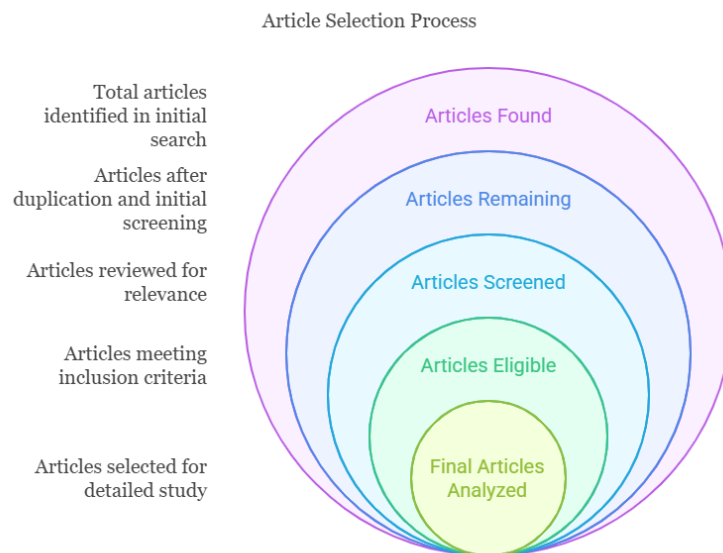 Article Selection Process
Total articles
identified in initial
search
Articles Found
Articles after
duplication and initial
screening
Articles Remaining
Articles reviewed for
relevance
Articles Screened
Articles meeting
inclusion criteria
Articles Eligible
Articles selected for
detailed study
Final Articles
Analyzed